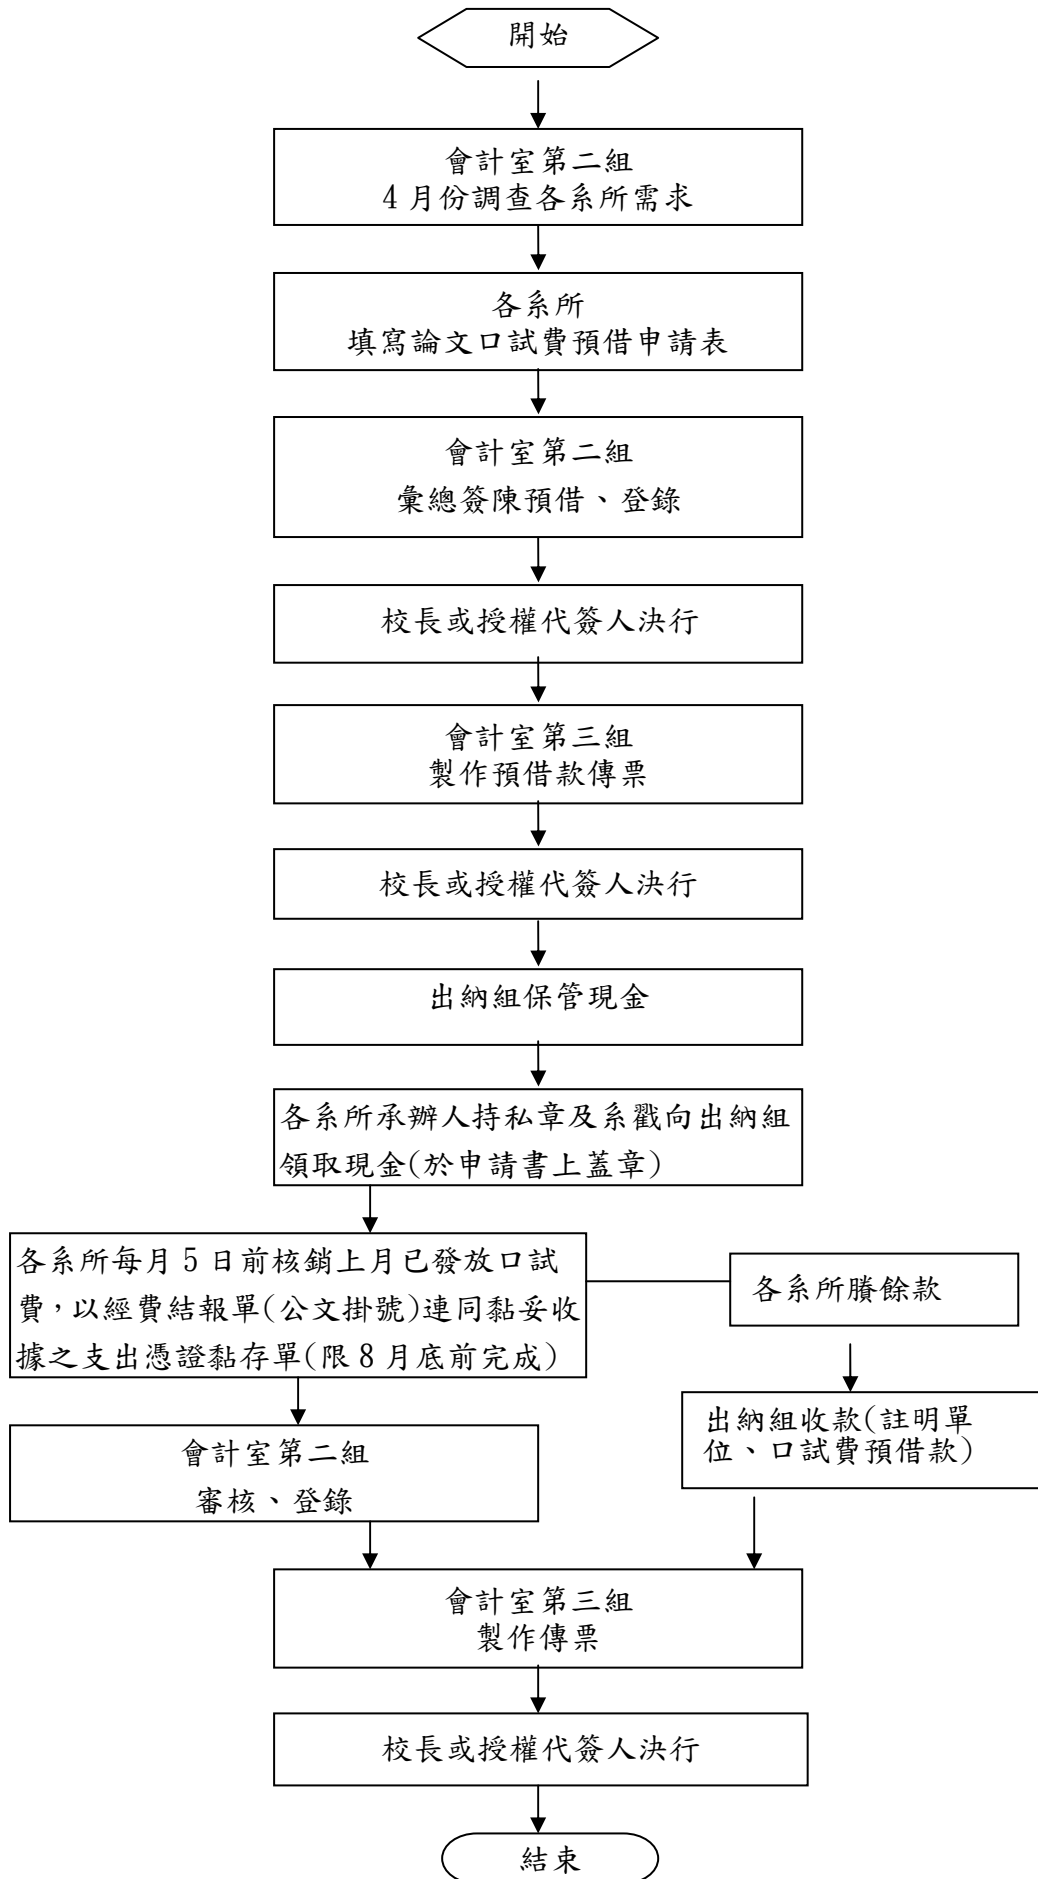 開始
會計室第二組
4月份調查各系所需求
各系所
填寫論文口試費預借申請表
會計室第二組
彙總簽陳預借、登錄
校長或授權代簽人決行
會計室第三組
製作預借款傳票
校長或授權代簽人決行
出納組保管現金
各系所承辦人持私章及系戳向出納組
領取現金(於申請書上蓋章)
各系所每月5日前核銷上月已發放口試
費，以經費結報單(公文掛號)連同黏妥收
據之支出憑證黏存單(限8月底前完成)
各系所賸餘款
出納組收款(註明單
位、口試費預借款)
會計室第二組
審核、登錄
會計室第三組
製作傳票
校長或授權代簽人決行
結束